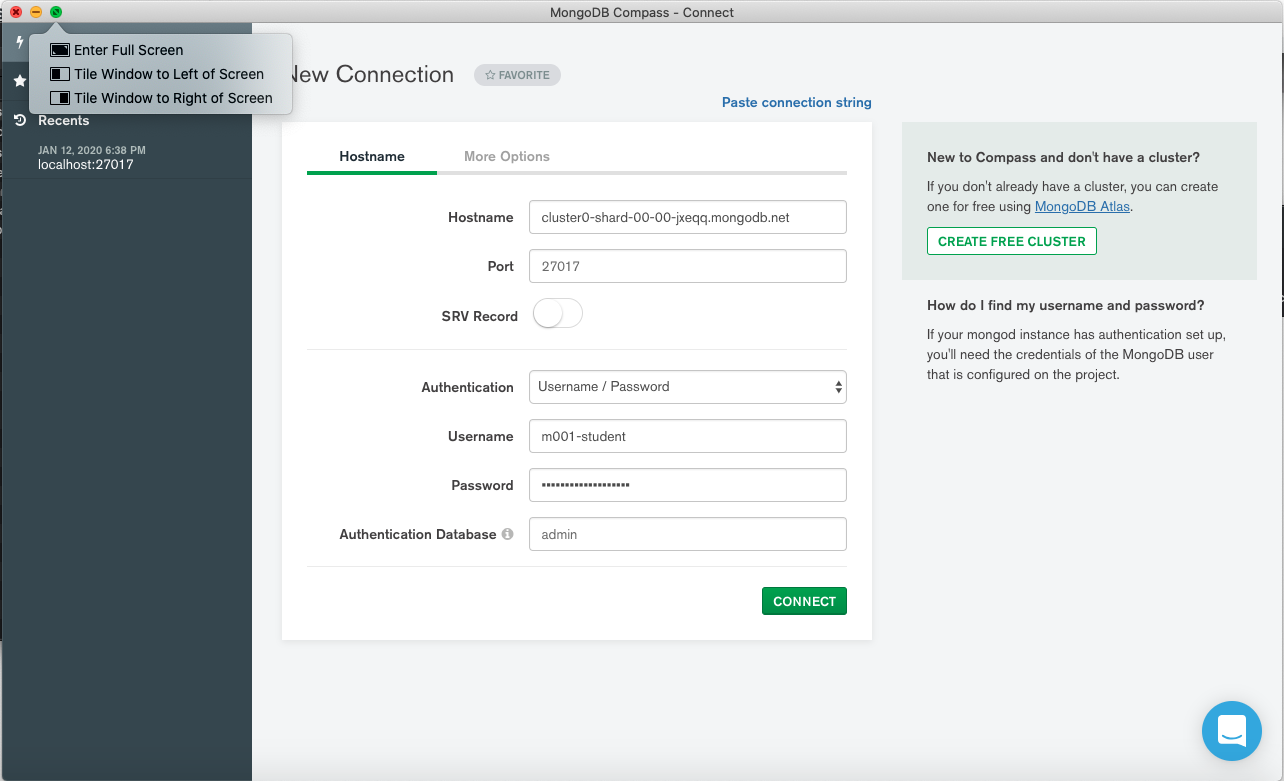 MongoDB Compass - Connect
Enter Full Screen
Tile Window to Left of Screen
Tile Window to Right of Screen
Recents
JAN 12, 2020 6:38 PM
localhost:27017
New Connection
FAVORITE
Paste connection string
Hostname
More Options
Hostname
cluster0-shard-00-00-jxeqq.mongodb.net
Port
27017
SRV Record
Authentication
Username / Password
Username
m001-student
Password
•••••••••••••••••••
Authentication Database
admin
CONNECT
New to Compass and don't have a cluster?
If you don't already have a cluster, you can create
one for free using MongoDB Atlas.
CREATE FREE CLUSTER
How do I find my username and password?
If your mongod instance has authentication set up,
you'll need the credentials of the MongoDB user
that is configured on the project.